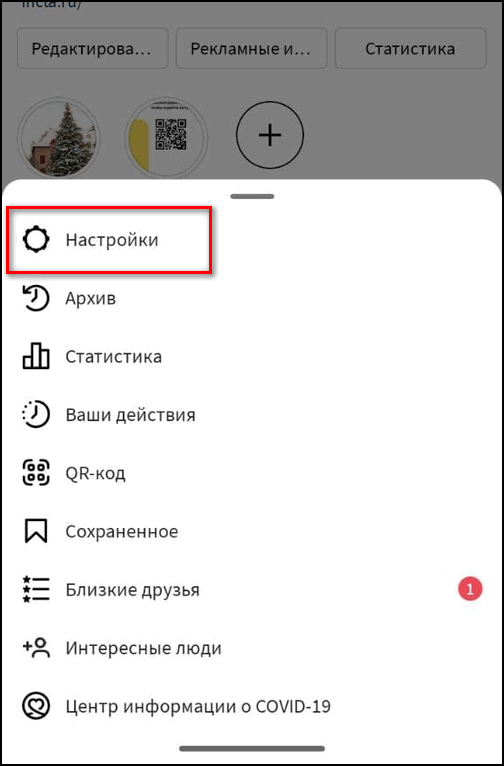 incta.ru/
Редактирова...
Рекламные и...
Статистика
Настройки
Архив
Статистика
Ваши действия
QR-код
Сохраненное
Близкие друзья
1
Интересные люди
Центр информации о COVID-19